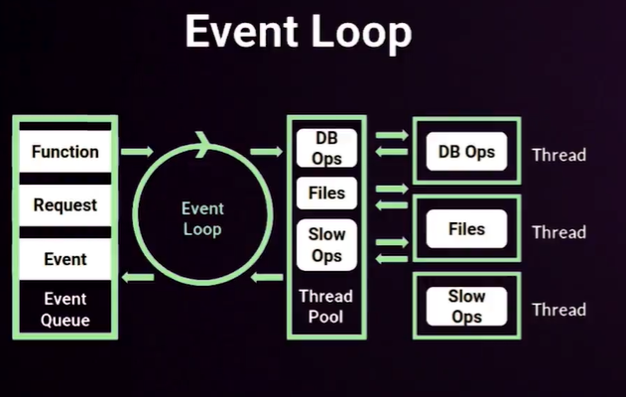 Event Loop
Function
Request
Event
Event
Queue
Event
Loop
DB
Ops
Files
Slow
Ops
Thread
Pool
DB Ops
Thread
Files
Thread
Slow
Ops
Thread